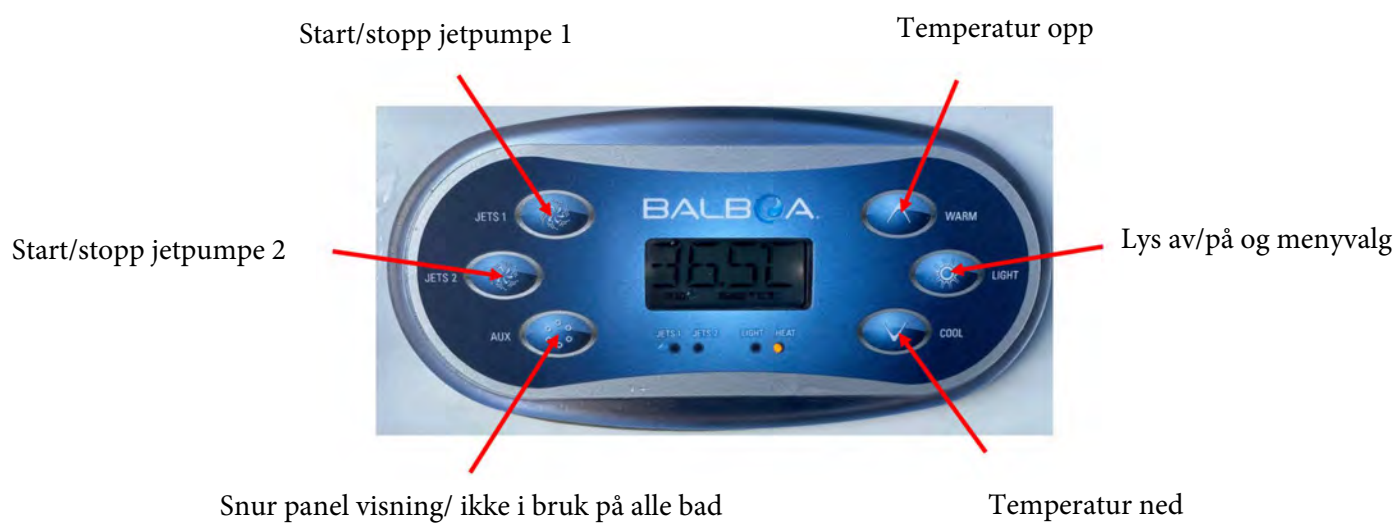 Start/stopp jetpumpe 1
Temperatur opp
JETS 1
BALBOA
WARM
Start/stopp jetpumpe 2
Lys av/på og menyvalg
JETS 2
LIGHT
AUX
JETS 1 JETS 2 LIGHT HEAT
COOL
Snur panel visning/ ikke i bruk på alle bad
Temperatur ned